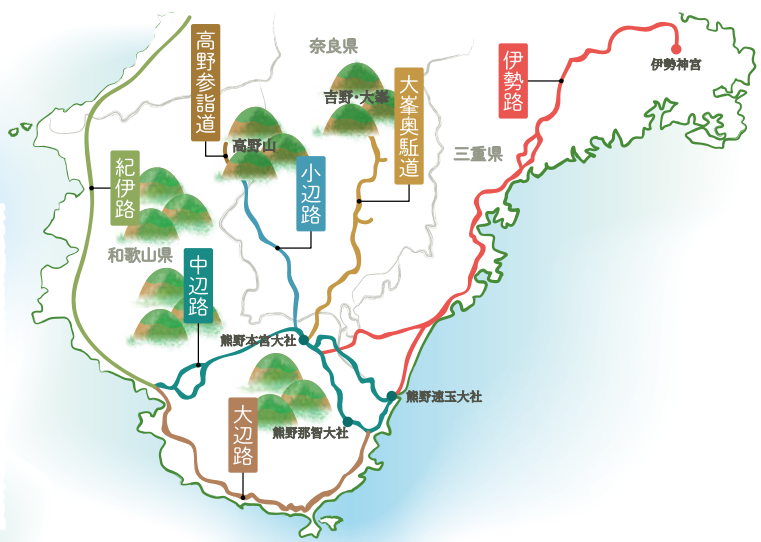 高野参詣道
奈良県
伊勢路
伊勢神宮
吉野・大峯
大峯奥駈道
高野山
三重県
紀伊路
小辺路
和歌山県
中辺路
熊野本宮大社
熊野速玉大社
大辺路
熊野那智大社